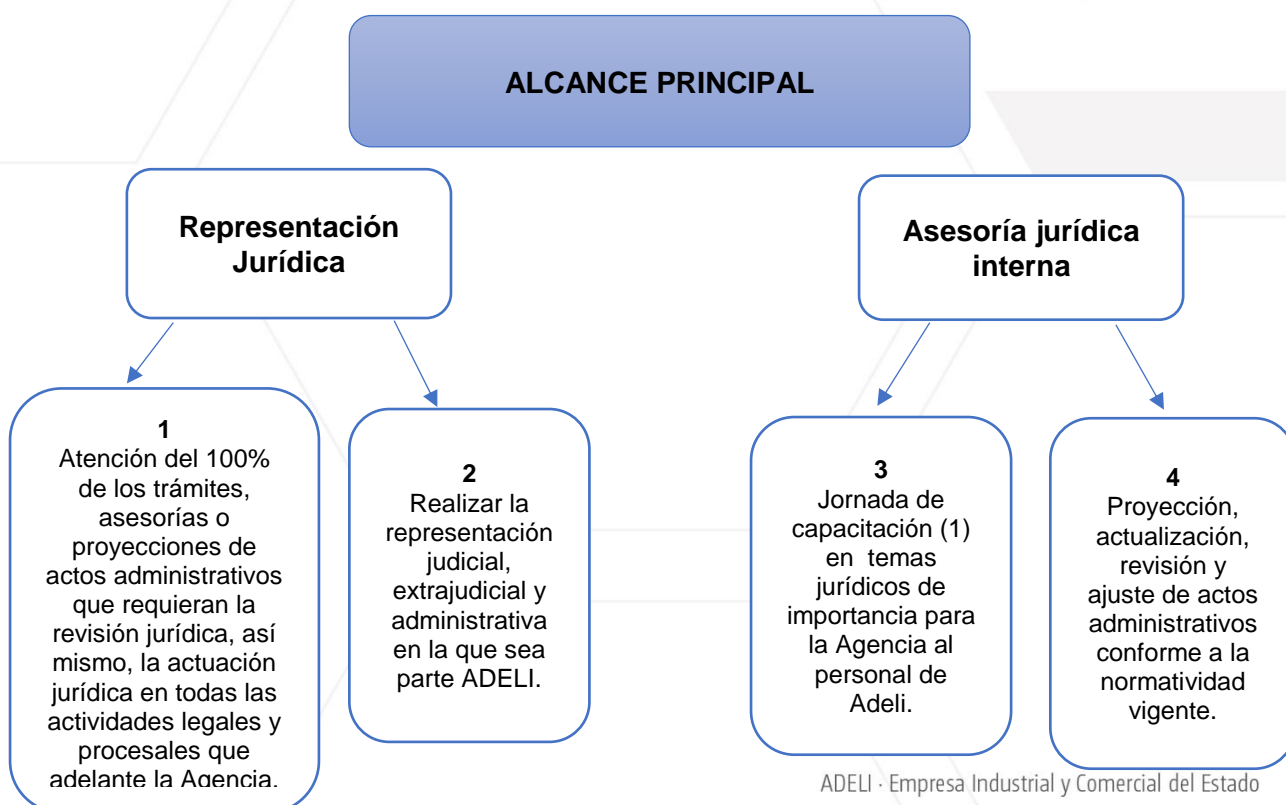 ALCANCE PRINCIPAL
Representación
Jurídica
Asesoría jurídica
interna
1
Atención del 100%
de los trámites,
asesorías o
proyecciones de
actos administrativos
que requieran la
revisión jurídica, así
mismo, la actuación
jurídica en todas las
actividades legales y
procesales que
adelante la Agencia.
2
Realizar la
representación
judicial,
extrajudicial y
administrativa
en la que sea
parte ADELI.
3
Jornada de
capacitación (1)
en temas
jurídicos de
importancia para
la Agencia al
personal de
Adeli.
4
Proyección,
actualización,
revisión y
ajuste de actos
administrativos
conforme a la
normatividad
vigente.
ADELI · Empresa Industrial y Comercial del Estado